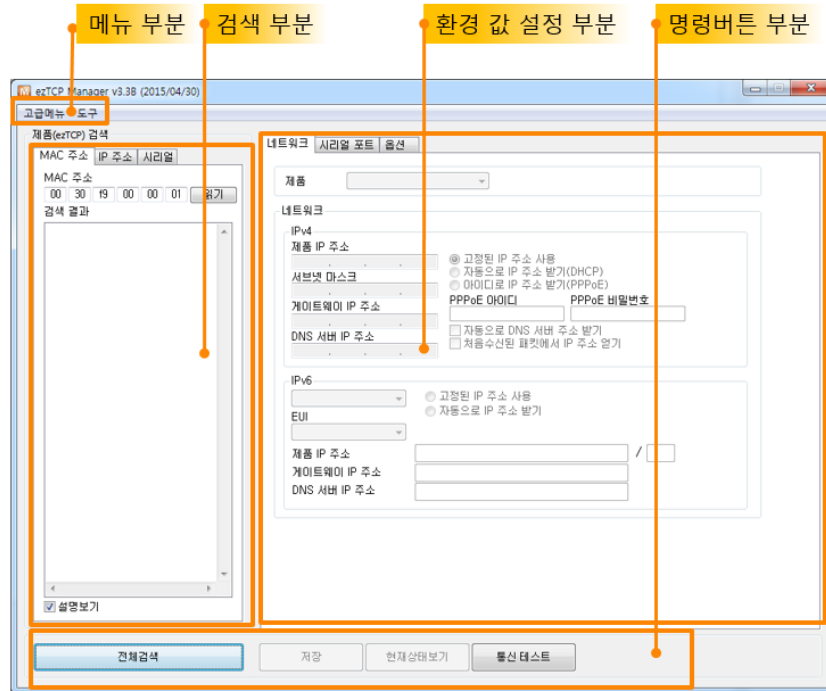 메뉴 부분 검색 부분 환경 값 설정 부분 명령버튼 부분
ezTCP Manager v3.3B (2015/04/30)
고급메뉴 도구
제품(ezTCP) 검색
MAC 주소 IP 주소 시리얼
MAC 주소
00 30 f9 00 00 01 읽기
검색 결과
설명보기
네트워크 시리얼 포트 옵션
제품
네트워크
IPv4
제품 IP 주소
고정된 IP 주소 사용
자동으로 IP 주소 받기(DHCP)
서브넷 마스크
아이디로 IP 주소 받기(PPPoE)
PPPoE 아이디 PPPoE 비밀번호
게이트웨이 IP 주소
자동으로 DNS 서버 주소 받기
DNS 서버 IP 주소
처음수신된 패킷에서 IP 주소 얻기
IPv6
고정된 IP 주소 사용
자동으로 IP 주소 받기
EUI
제품 IP 주소 /
게이트웨이 IP 주소
DNS 서버 IP 주소
전체검색 저장 현재상태보기 통신 테스트